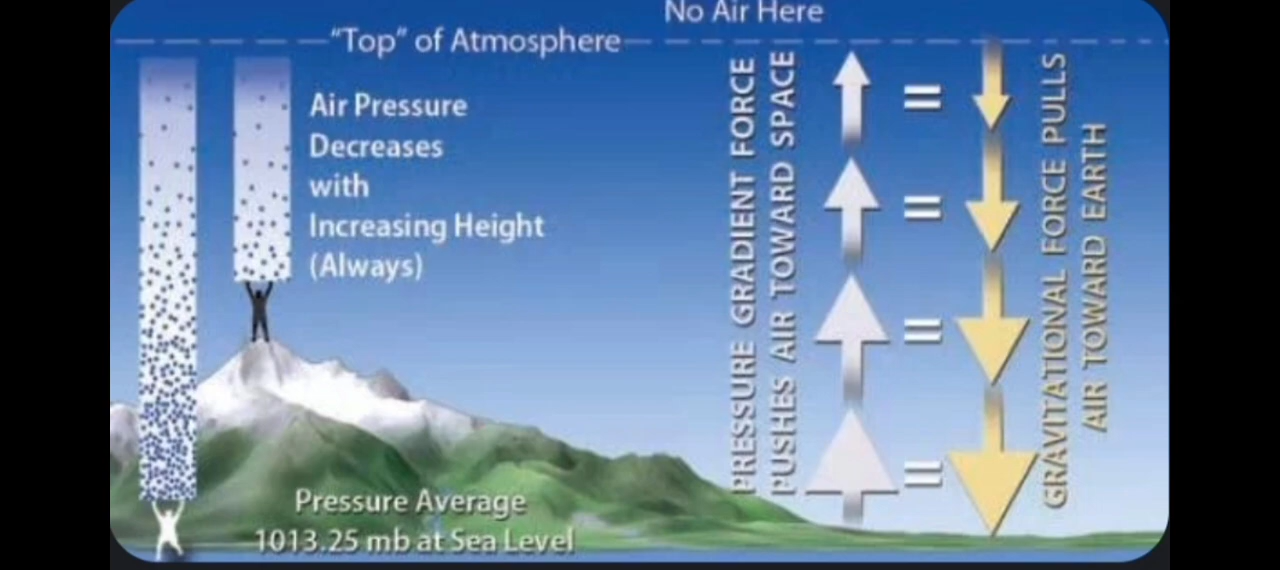 No Air Here
“Top” of Atmosphere
Air Pressure
Decreases
with
Increasing Height
(Always)
PRESSURE GRADIENT FORCE
PUSHES AIR TOWARD SPACE
=
=
=
=
GRAVITATIONAL FORCE PULLS
AIR TOWARD EARTH
Pressure Average
1013.25 mb at Sea Level